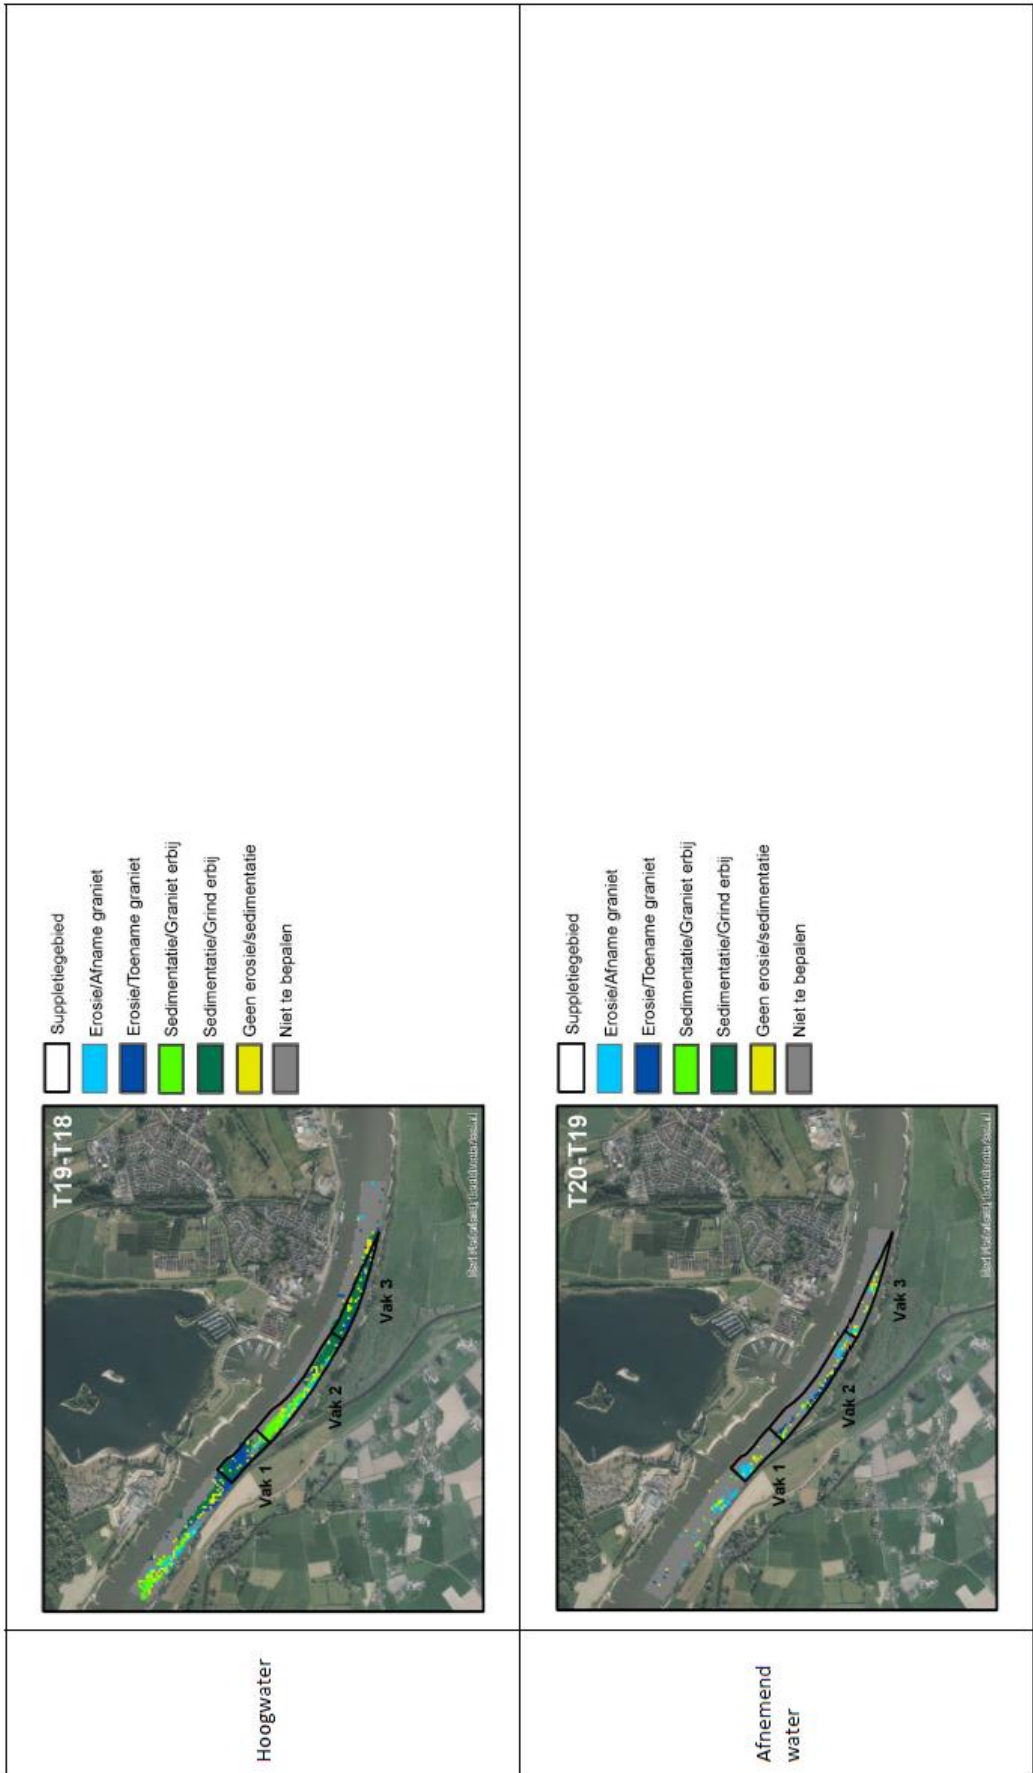 Hoogwater
T19-T18
Vak 1
Vak 2
Vak 3
Suppletiegebied
Erosie/Afname graniet
Erosie/Toename graniet
Sedimentatie/Graniet erbij
Sedimentatie/Grind erbij
Geen erosie/sedimentatie
Niet te bepalen
Afnemend
water
T20-T19
Vak 1
Vak 2
Vak 3
Suppletiegebied
Erosie/Afname graniet
Erosie/Toename graniet
Sedimentatie/Graniet erbij
Sedimentatie/Grind erbij
Geen erosie/sedimentatie
Niet te bepalen